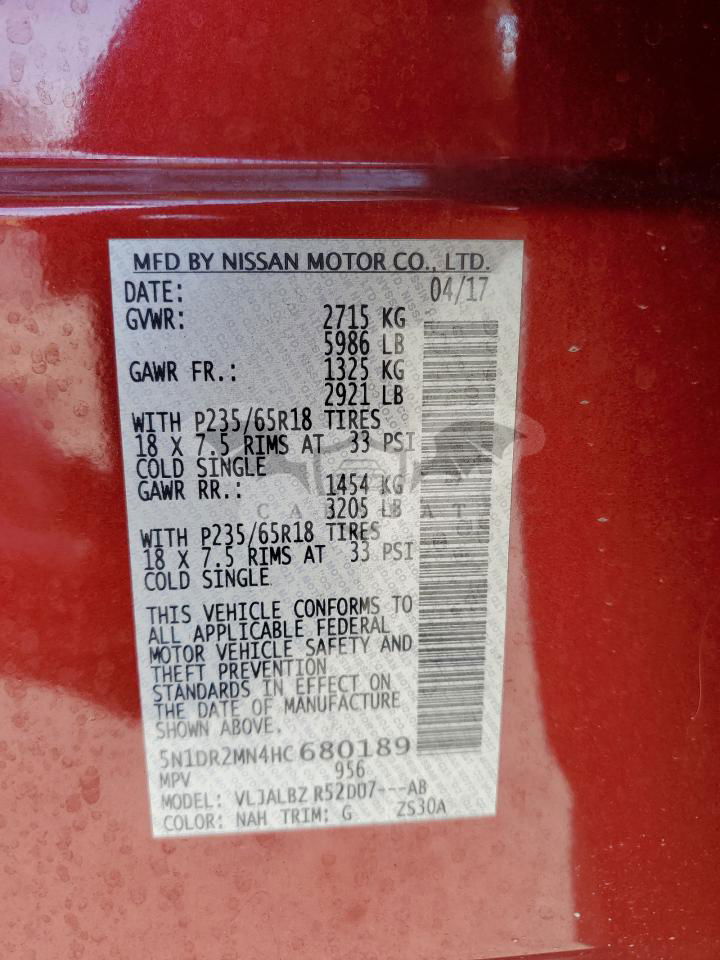 MFD BY NISSAN MOTOR CO., LTD.
DATE: 04/17
GVWR: 2715 KG
5986 LB
GAWR FR.: 1325 KG
2921 LB
WITH P235/65R18 TIRES
18 X 7.5 RIMS AT 33 PSI
COLD SINGLE
GAWR RR.: 1454 KG
3205 LB
WITH P235/65R18 TIRES
18 X 7.5 RIMS AT 33 PSI
COLD SINGLE
THIS VEHICLE CONFORMS TO
ALL APPLICABLE FEDERAL
MOTOR VEHICLE SAFETY AND
THEFT PREVENTION
STANDARDS IN EFFECT ON
THE DATE OF MANUFACTURE
SHOWN ABOVE.
5N1DR2MN4HC680189
MPV 956
MODEL: VLJALBZ R52DU7---AB
COLOR: NAH TRIM: G ZS30A